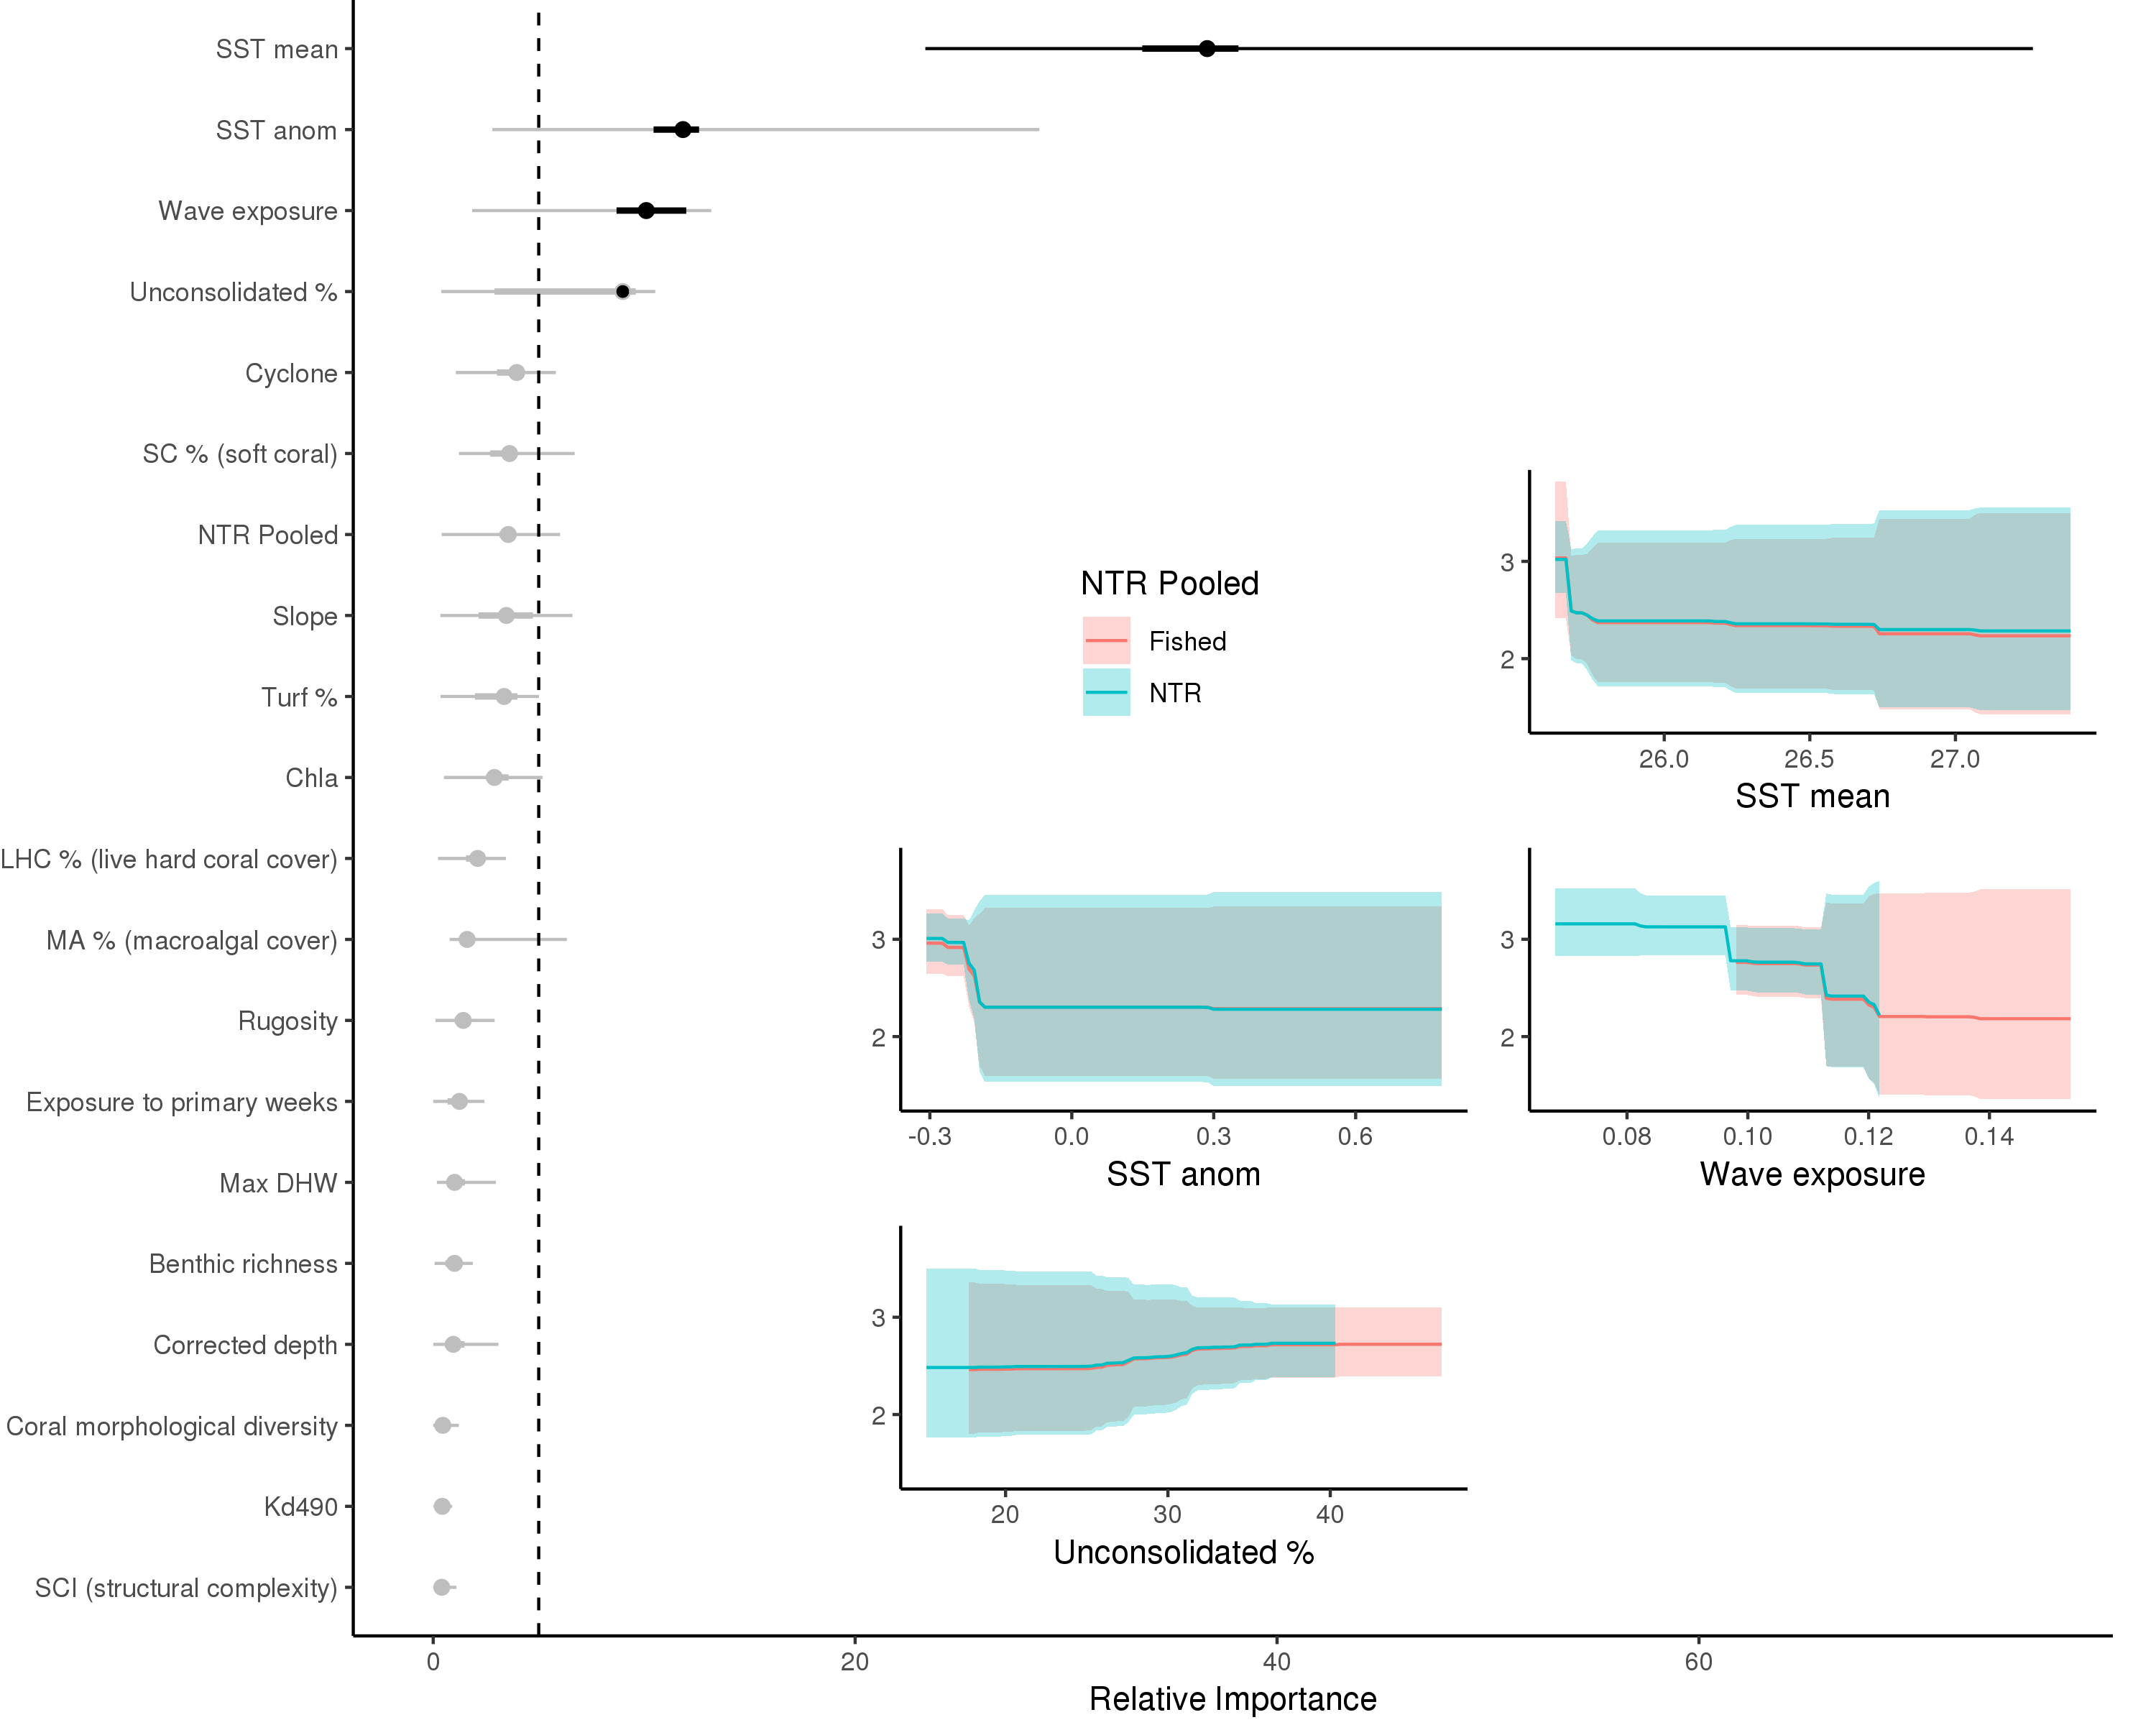 SST mean
SST anom
Wave exposure
Unconsolidated %
Cyclone
SC % (soft coral)
NTR Pooled
Slope
Turf %
Chla
LHC % (live hard coral cover)
MA % (macroalgal cover)
Rugosity
Exposure to primary weeks
Max DHW
Benthic richness
Corrected depth
Coral morphological diversity
Kd490
SCI (structural complexity)
0 20 40 60
Relative Importance
NTR Pooled
Fished
NTR
3
2
26.0 26.5 27.0
SST mean
3
2
-0.3 0.0 0.3 0.6
SST anom
3
2
0.08 0.10 0.12 0.14
Wave exposure
3
2
20 30 40
Unconsolidated %